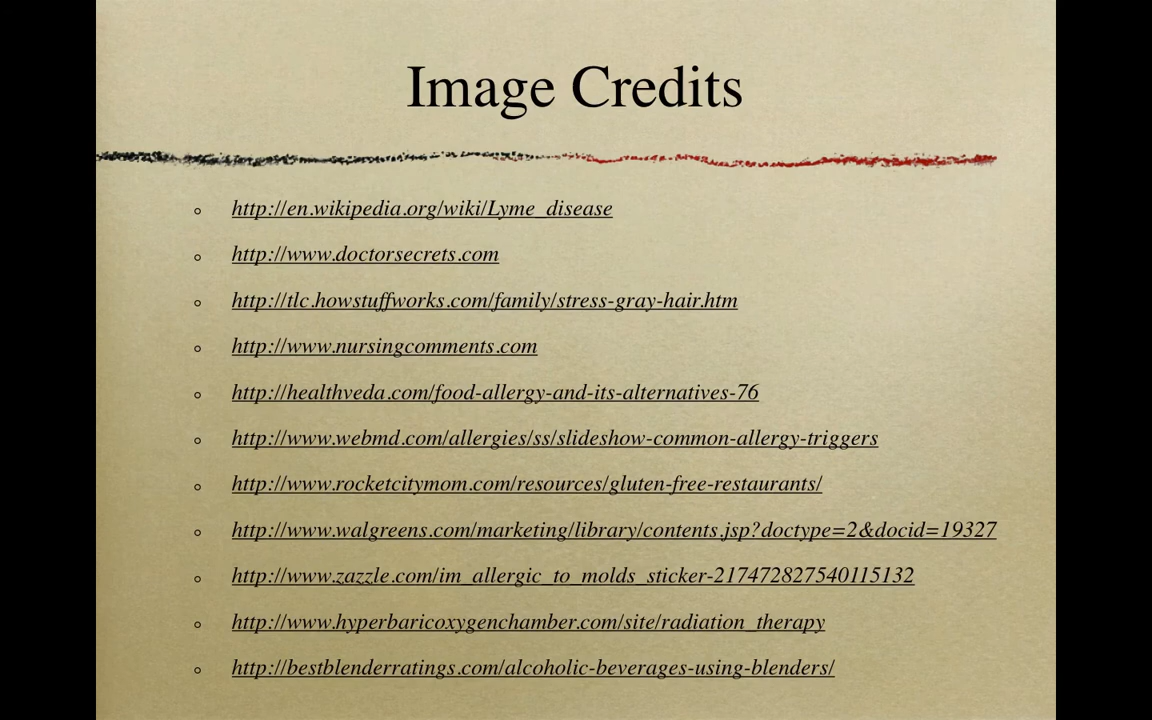 Image Credits
http://en.wikipedia.org/wiki/Lyme_disease
http://www.doctorsecrets.com
http://tlc.howstuffworks.com/family/stress-gray-hair.htm
http://www.nursingcomments.com
http://healthveda.com/food-allergy-and-its-alternatives-76
http://www.webmd.com/allergies/ss/slideshow-common-allergy-triggers
http://www.rocketcitymom.com/resources/gluten-free-restaurants/
http://www.walgreens.com/marketing/library/contents.jsp?doctype=2&docid=19327
http://www.zazzle.com/im_allergic_to_molds_sticker-217472827540115132
http://www.hyperbaricoxygenchamber.com/site/radiation_therapy
http://bestblenderratings.com/alcoholic-beverages-using-blenders/